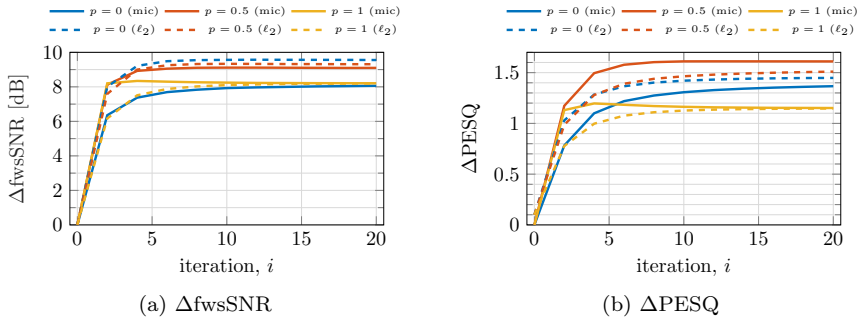 p = 0 (mic) p = 0.5 (mic) p = 1 (mic)
p = 0 (ℓ₂) p = 0.5 (ℓ₂) p = 1 (ℓ₂)
10
8
6
4
2
0
0 5 10 15 20
ΔfwsSNR [dB]
iteration, i
(a) ΔfwsSNR
p = 0 (mic) p = 0.5 (mic) p = 1 (mic)
p = 0 (ℓ₂) p = 0.5 (ℓ₂) p = 1 (ℓ₂)
1.5
1
0.5
0
0 5 10 15 20
ΔPESQ
iteration, i
(b) ΔPESQ